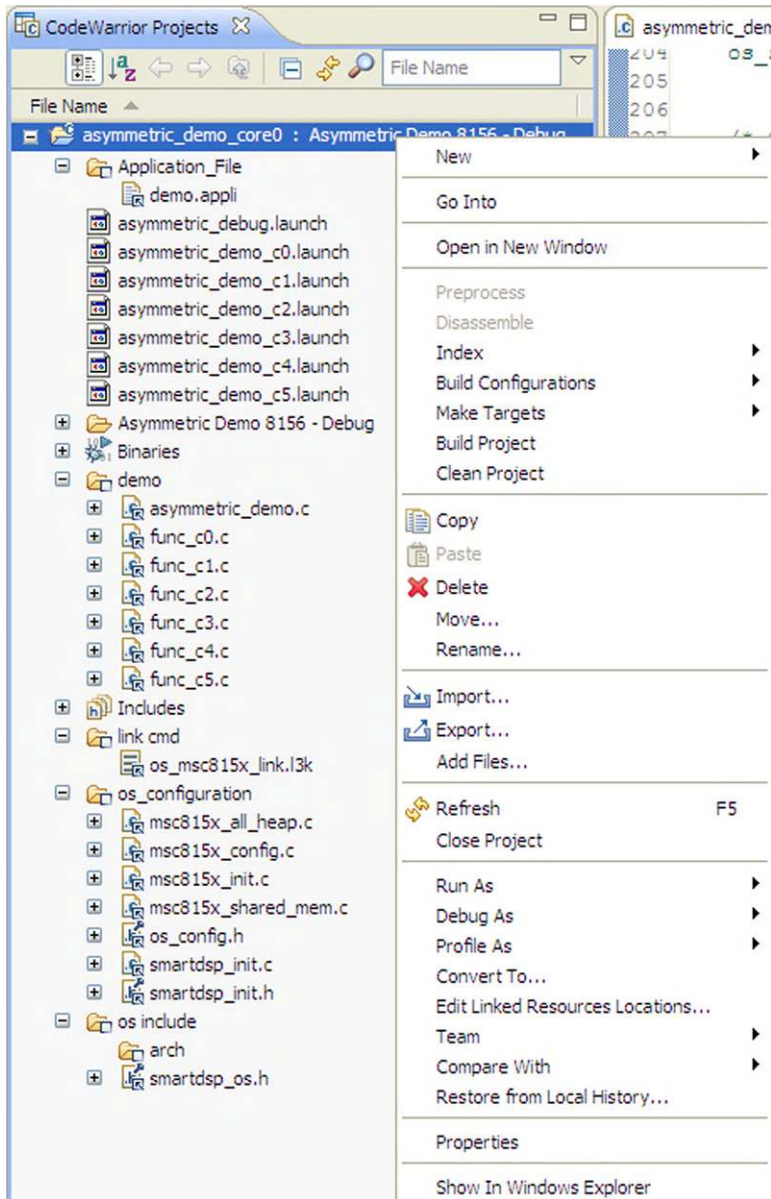 CodeWarrior Projects
asymmetric_dem
File Name
204 os_
205
206
207 /*
File Name
asymmetric_demo_core0 : Asymmetric Demo 8156 - Debug
Application_File
demo.appli
asymmetric_debug.launch
asymmetric_demo_c0.launch
asymmetric_demo_c1.launch
asymmetric_demo_c2.launch
asymmetric_demo_c3.launch
asymmetric_demo_c4.launch
asymmetric_demo_c5.launch
Asymmetric Demo 8156 - Debug
Binaries
demo
asymmetric_demo.c
func_c0.c
func_c1.c
func_c2.c
func_c3.c
func_c4.c
func_c5.c
Includes
link cmd
os_msc815x_link.l3k
os_configuration
msc815x_all_heap.c
msc815x_config.c
msc815x_init.c
msc815x_shared_mem.c
os_config.h
smartdsp_init.c
smartdsp_init.h
os include
arch
smartdsp_os.h
New
Go Into
Open in New Window
Preprocess
Disassemble
Index
Build Configurations
Make Targets
Build Project
Clean Project
Copy
Paste
Delete
Move...
Rename...
Import...
Export...
Add Files...
Refresh F5
Close Project
Run As
Debug As
Profile As
Convert To...
Edit Linked Resources Locations...
Team
Compare With
Restore from Local History...
Properties
Show In Windows Explorer